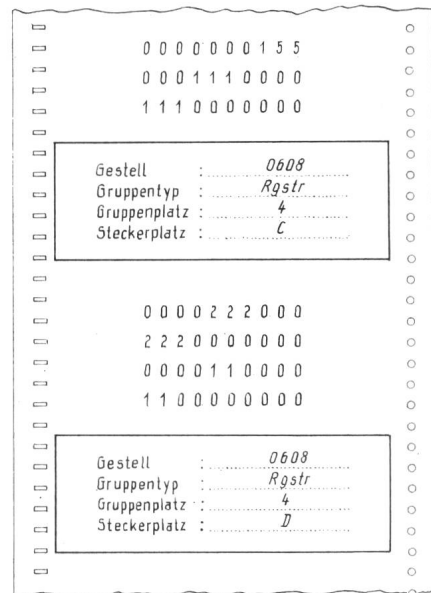 0 0 0 0 0 0 0 1 5 5
0 0 0 1 1 1 0 0 0 0
1 1 1 0 0 0 0 0 0 0
Gestell : 0608
Gruppentyp : Rgstr
Gruppenplatz : 4
Steckerplatz : C
0 0 0 0 2 2 2 0 0 0
2 2 2 0 0 0 0 0 0 0
0 0 0 0 1 1 0 0 0 0
1 1 0 0 0 0 0 0 0 0
Gestell : 0608
Gruppentyp : Rgstr
Gruppenplatz : 4
Steckerplatz : D